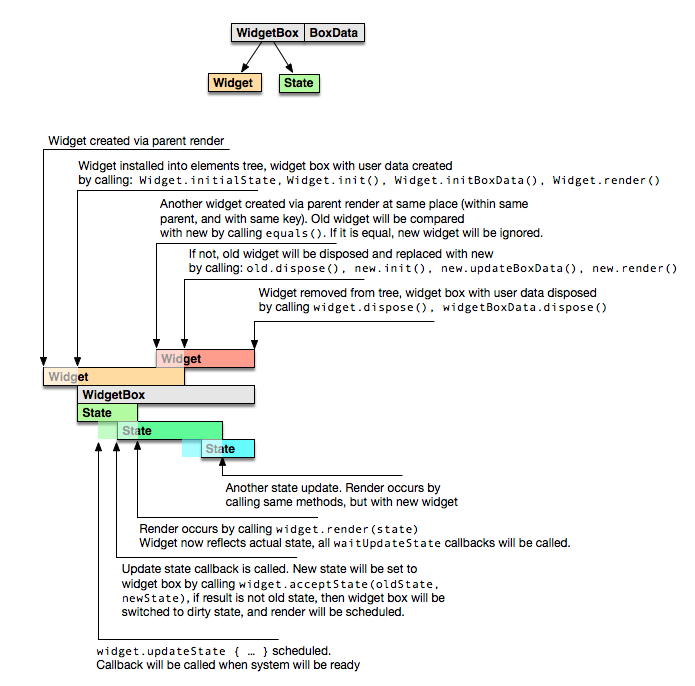 WidgetBox BoxData
Widget State
Widget created via parent render
Widget installed into elements tree, widget box with user data created
by calling: Widget.initialState, Widget.init(), Widget.initBoxData(), Widget.render()
Another widget created via parent render at same place (within same
parent, and with same key). Old widget will be compared
with new by calling equals(). If it is equal, new widget will be ignored.
If not, old widget will be disposed and replaced with new
by calling: old.dispose(), new.init(), new.updateBoxData(), new.render()
Widget removed from tree, widget box with user data disposed
by calling widget.dispose(), widgetBoxData.dispose()
Widget
Widget
WidgetBox
State
State
State
Another state update. Render occurs by
calling same methods, but with new widget
Render occurs by calling widget.render(state)
Widget now reflects actual state, all waitUpdateState callbacks will be called.
Update state callback is called. New state will be set to
widget box by calling widget.acceptState(oldState,
newState), if result is not old state, then widget box will be
switched to dirty state, and render will be scheduled.
widget.updateState { … } scheduled.
Callback will be called when system will be ready